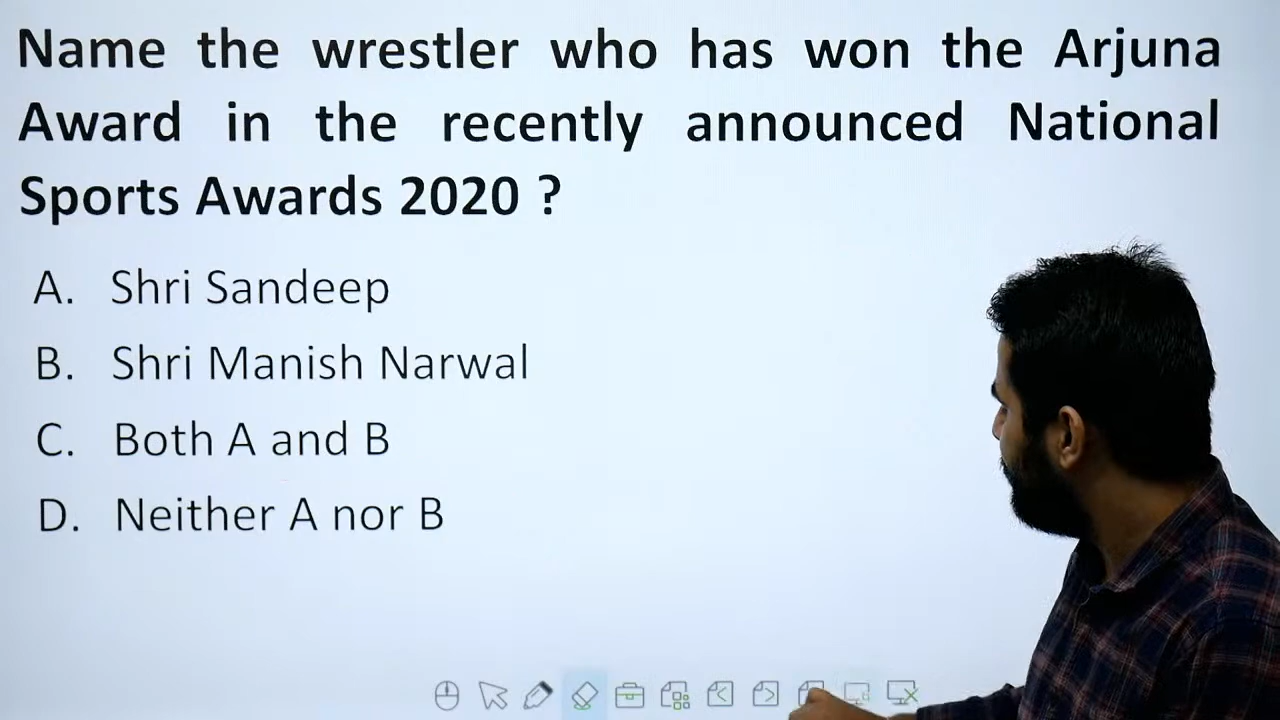 Name the wrestler who has won the Arjuna
Award in the recently announced National
Sports Awards 2020 ?
A. Shri Sandeep
B. Shri Manish Narwal
C. Both A and B
D. Neither A nor B